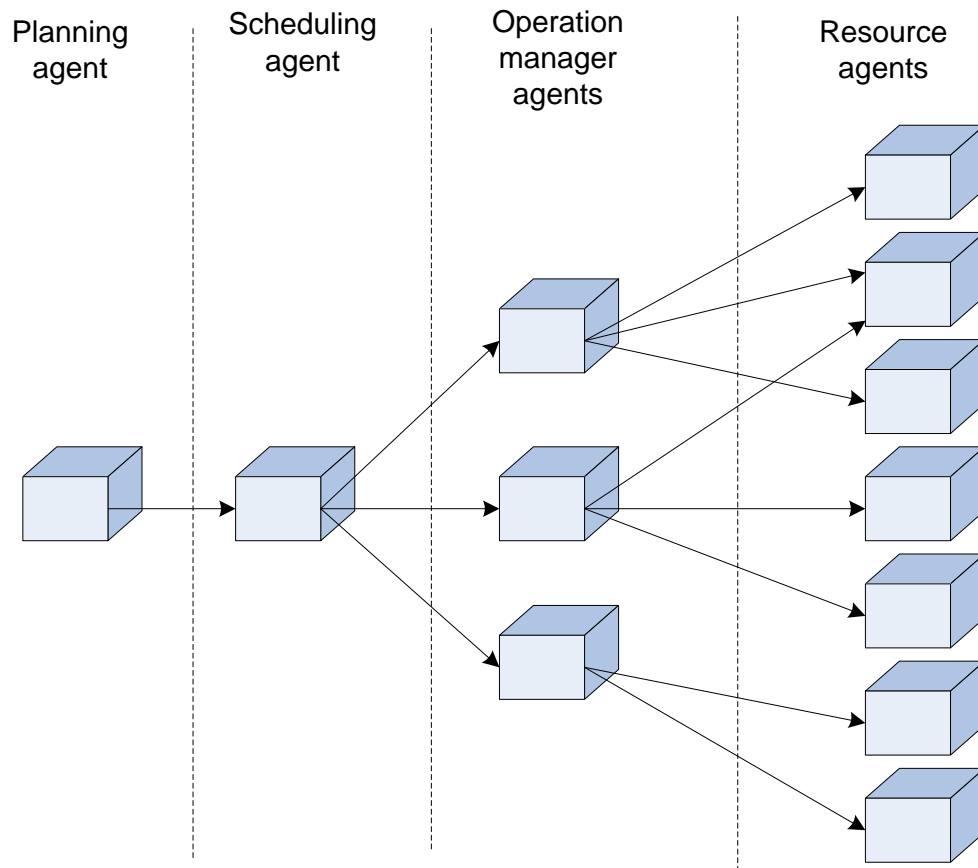 Planning
agent
Scheduling
agent
Operation
manager
agents
Resource
agents